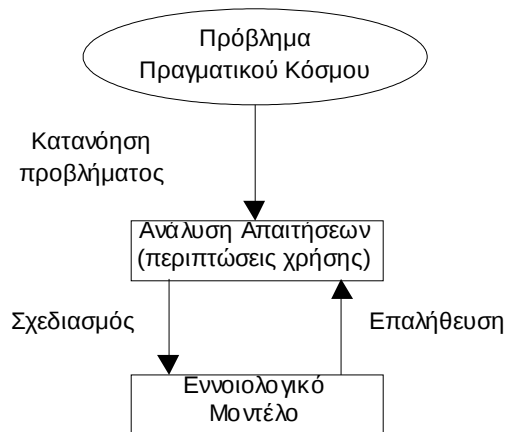 Πρόβλημα
Πραγματικού Κόσμου
Κατανόηση
προβλήματος
Ανάλυση Απαιτήσεων
(περιπτώσεις χρήσης)
Σχεδιασμός
Επαλήθευση
Εννοιολογικό
Μοντέλο